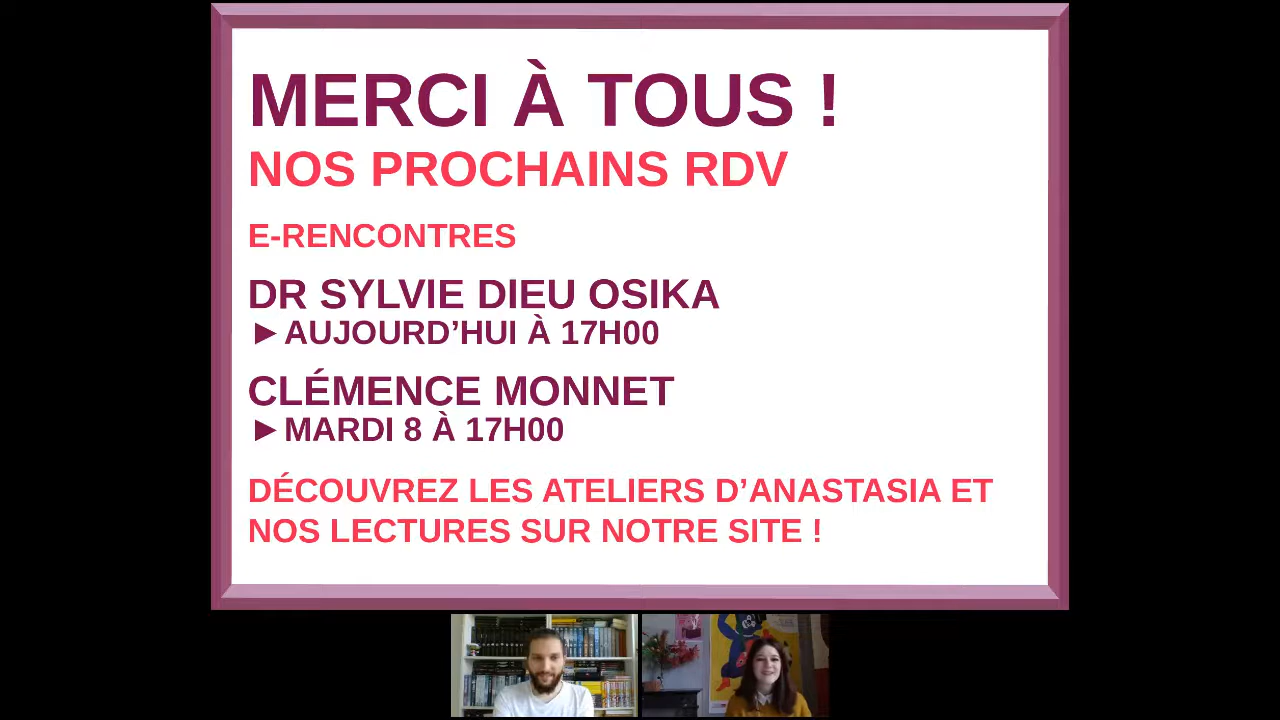 MERCI À TOUS !
NOS PROCHAINS RDV
E-RENCONTRES
DR SYLVIE DIEU OSIKA
►AUJOURD’HUI À 17H00
CLÉMENCE MONNET
►MARDI 8 À 17H00
DÉCOUVREZ LES ATELIERS D’ANASTASIA ET
NOS LECTURES SUR NOTRE SITE !